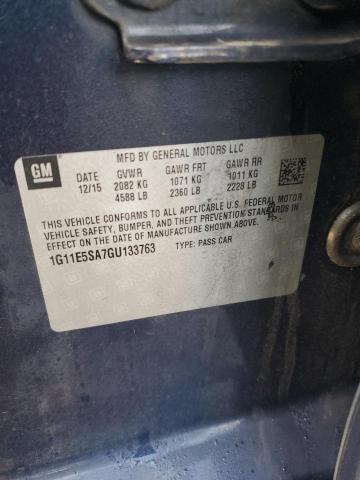 GM
MFD BY GENERAL MOTORS LLC
DATE GVWR GAWR FRT GAWR RR
12/15 2082 KG 1071 KG 1011 KG
4588 LB 2360 LB 2228 LB
THIS VEHICLE CONFORMS TO ALL APPLICABLE U.S. FEDERAL MOTOR
VEHICLE SAFETY, BUMPER, AND THEFT PREVENTION STANDARDS IN
EFFECT ON THE DATE OF MANUFACTURE SHOWN ABOVE.
1G11E5SA7GU133763 TYPE: PASS CAR